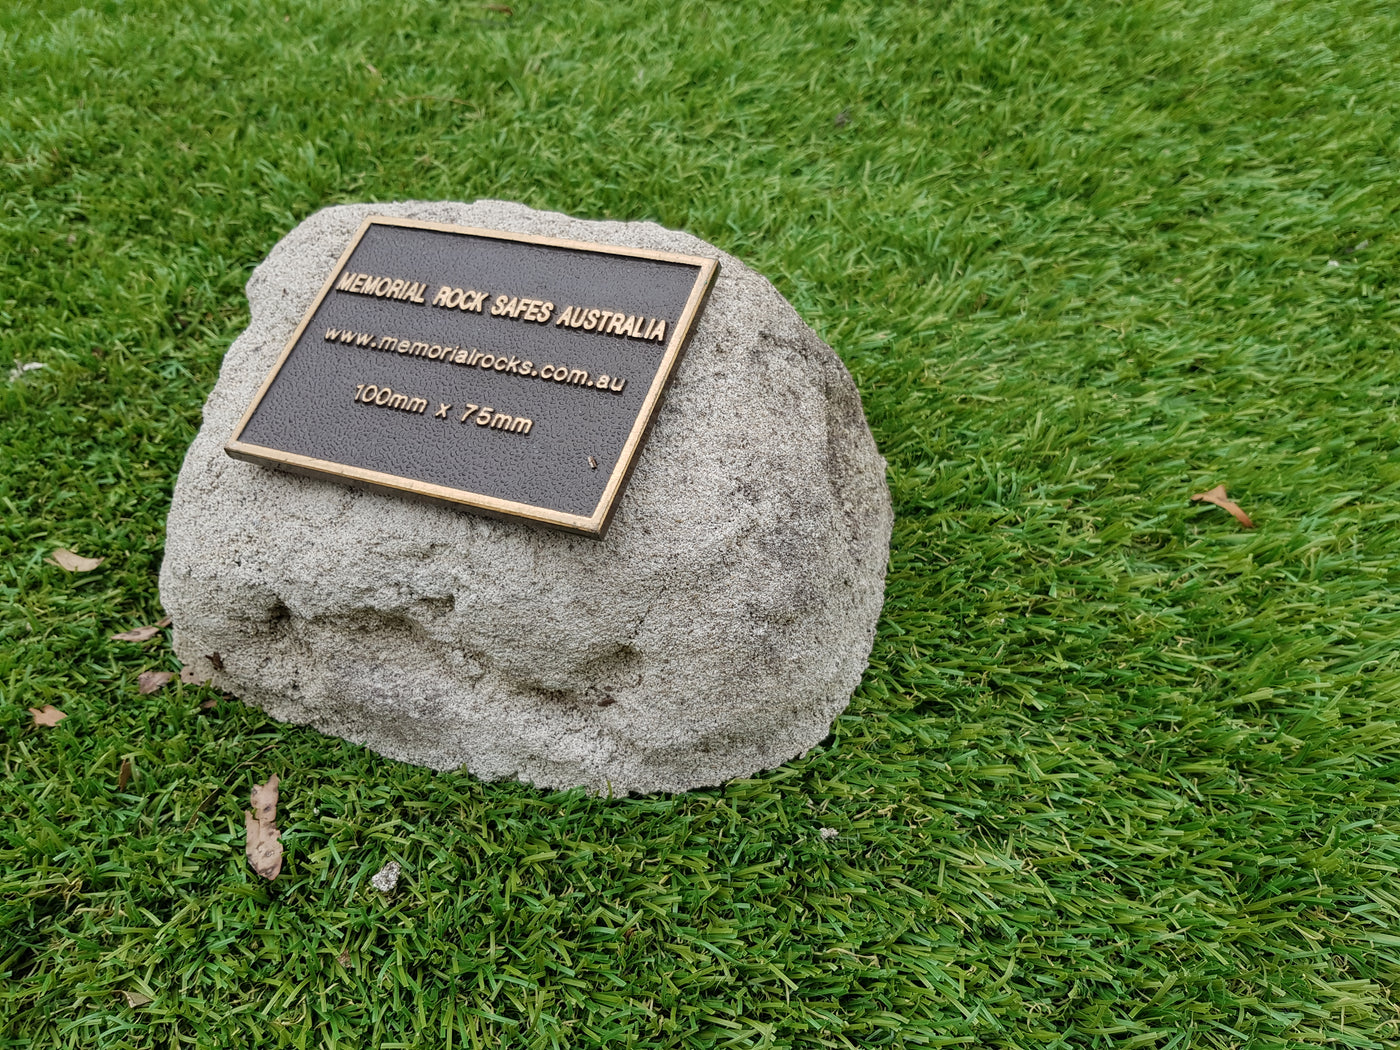 MEMORIAL ROCK SAFES AUSTRALIA
www.memorialrocks.com.au
100mm x 75mm